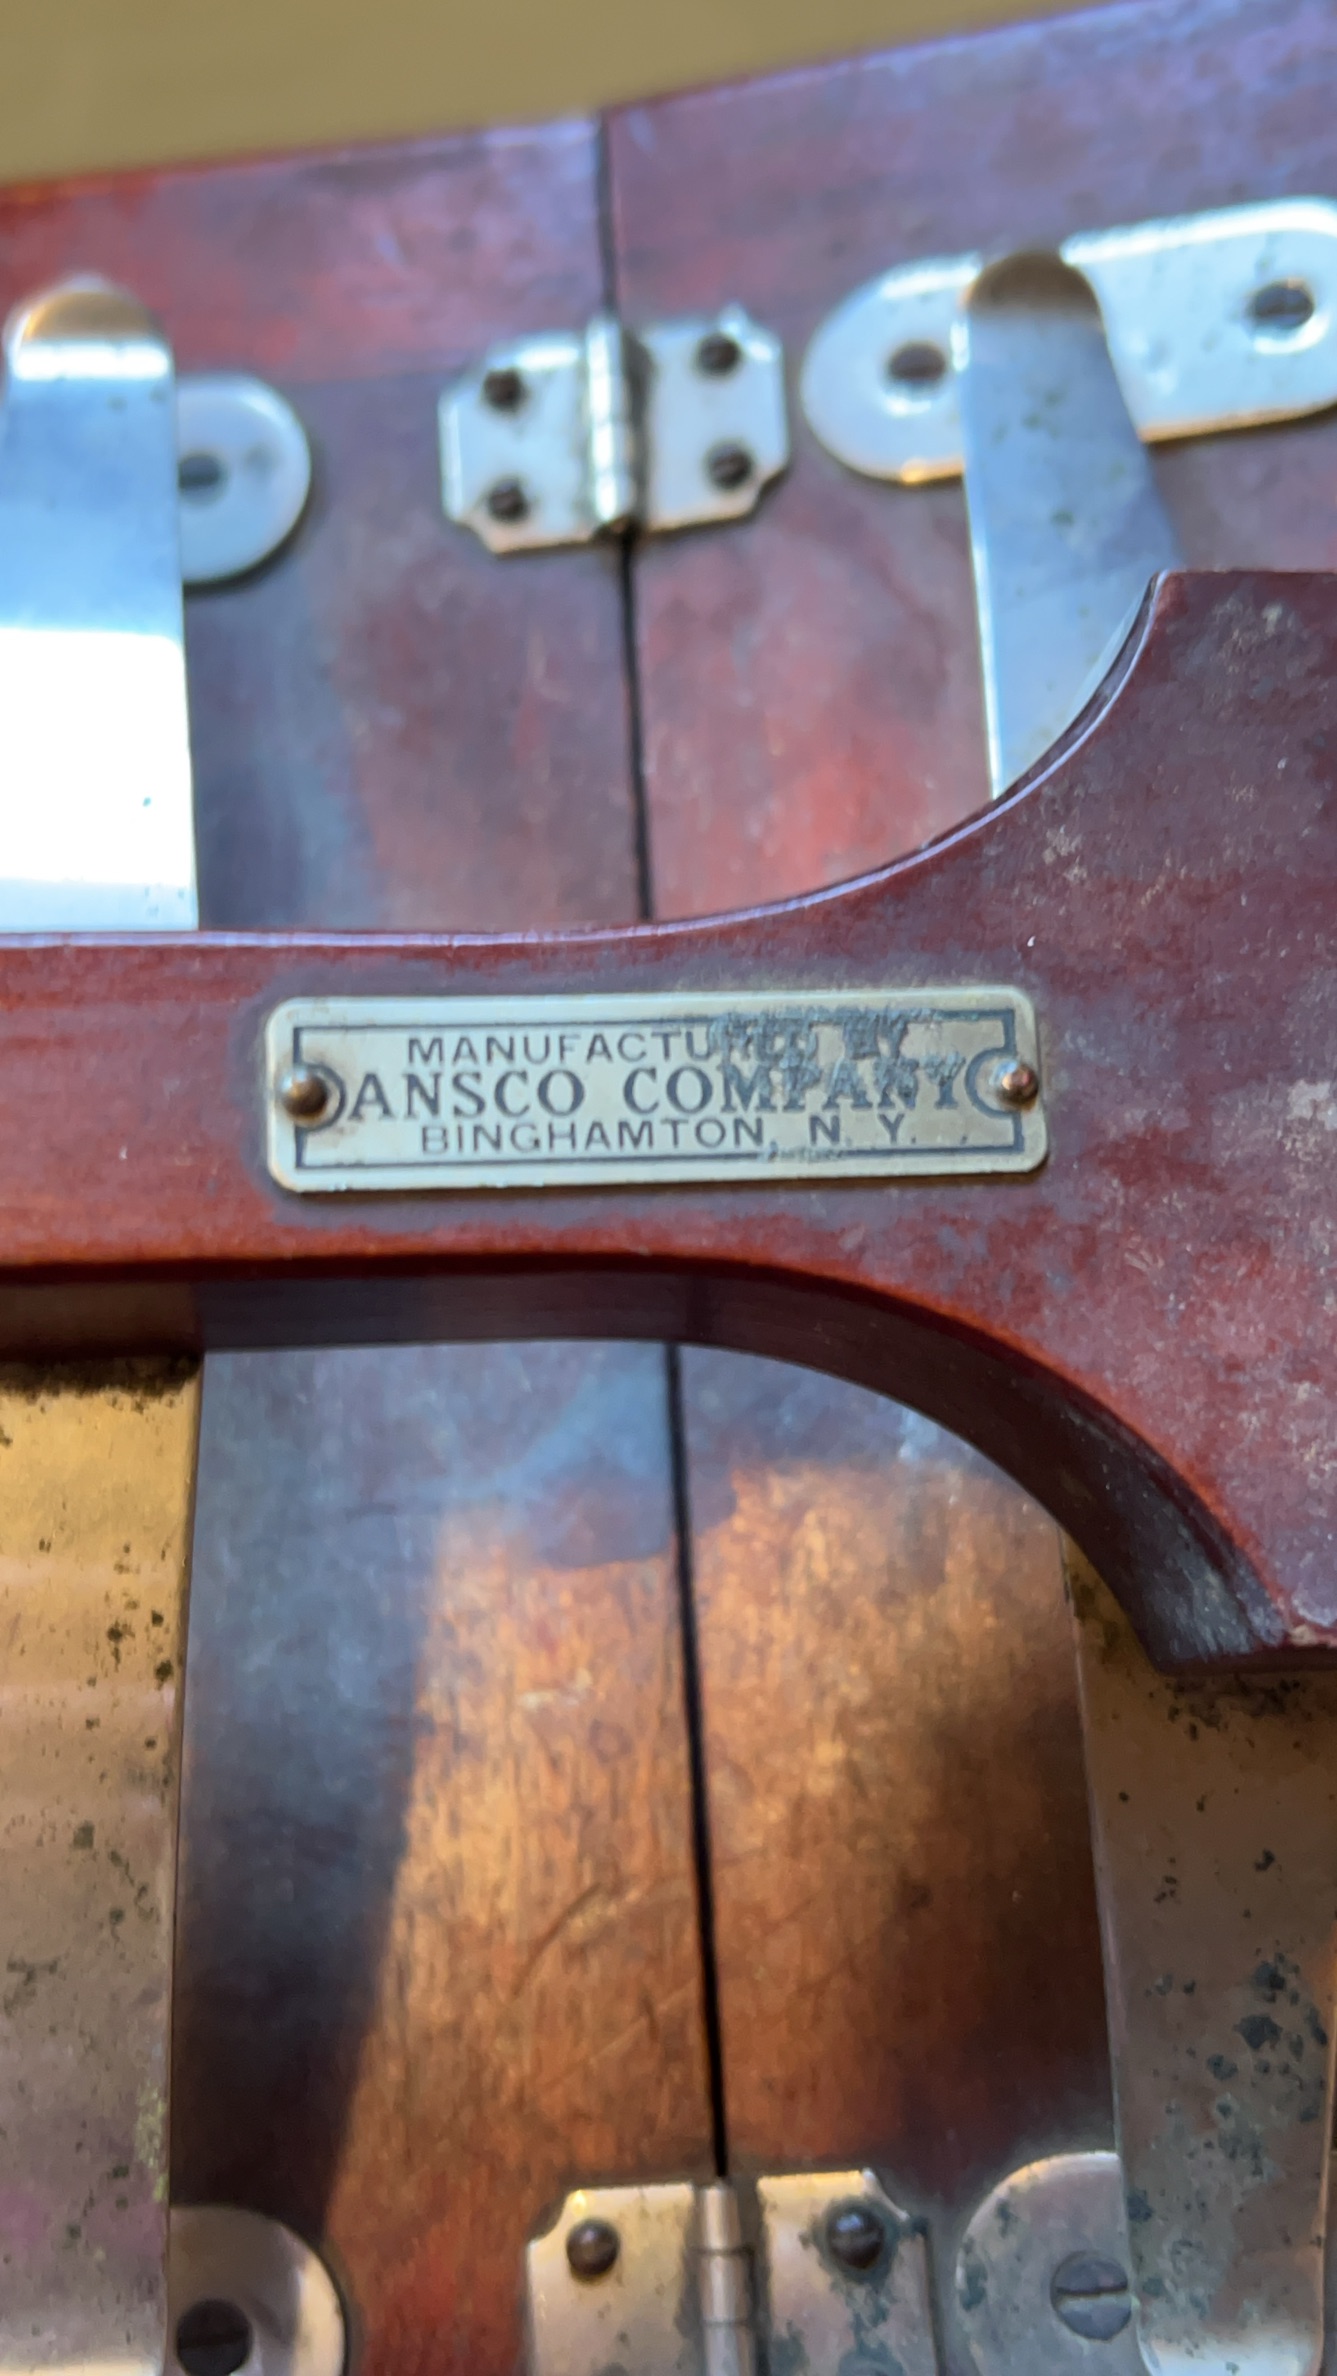 MANUFACTURED BY
ANSCO COMPANY
BINGHAMTON, N. Y.